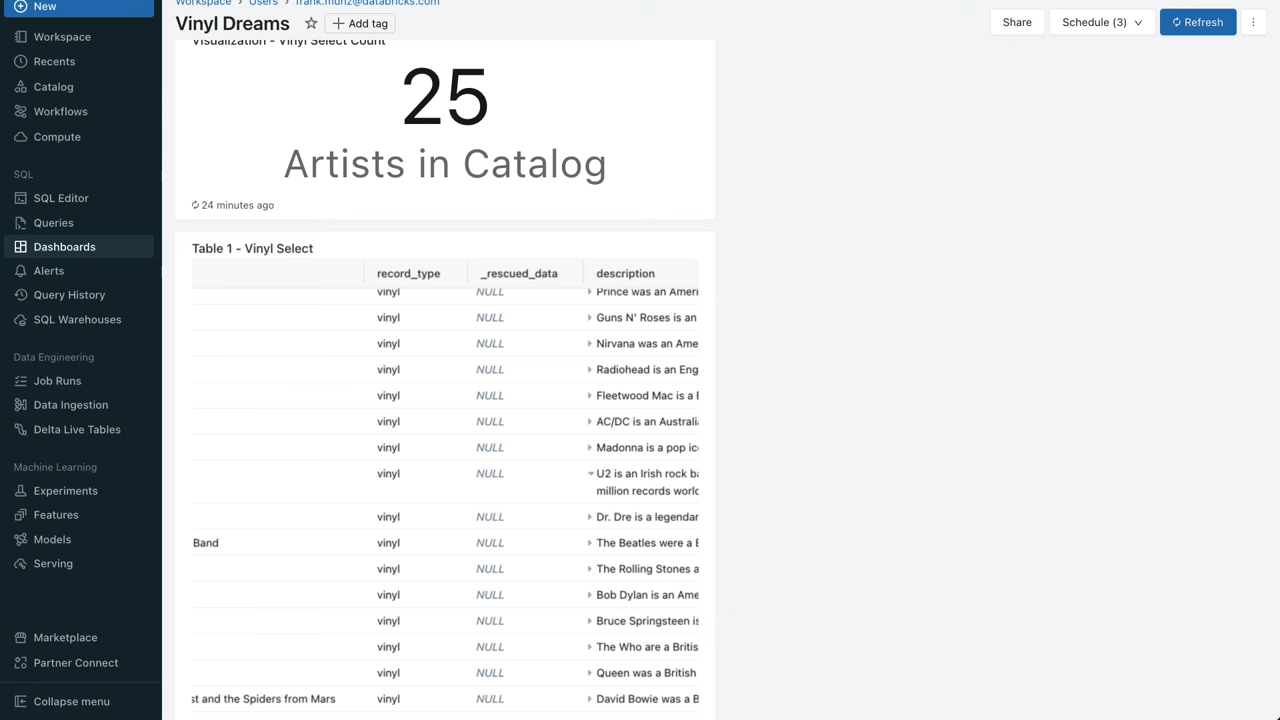 New
Workspace
Recents
Catalog
Workflows
Compute
SQL
SQL Editor
Queries
Dashboards
Alerts
Query History
SQL Warehouses
Data Engineering
Job Runs
Data Ingestion
Delta Live Tables
Machine Learning
Experiments
Features
Models
Serving
Marketplace
Partner Connect
Collapse menu
Workspace > Users > frank.munz@databricks.com
Vinyl Dreams + Add tag
Share Schedule (3) Refresh
Visualization - Vinyl Select Count
25
Artists in Catalog
24 minutes ago
Table 1 - Vinyl Select
record_type _rescued_data description
vinyl NULL Prince was an Ameri
vinyl NULL Guns N' Roses is an
vinyl NULL Nirvana was an Ame
vinyl NULL Radiohead is an Eng
vinyl NULL Fleetwood Mac is a B
vinyl NULL AC/DC is an Australi
vinyl NULL Madonna is a pop ic
vinyl NULL U2 is an Irish rock ba
million records worlc
vinyl NULL Dr. Dre is a legendar
Band vinyl NULL The Beatles were a B
vinyl NULL The Rolling Stones a
vinyl NULL Bob Dylan is an Ame
vinyl NULL Bruce Springsteen is
vinyl NULL The Who are a Britis
vinyl NULL Queen was a British
st and the Spiders from Mars vinyl NULL David Bowie was a B